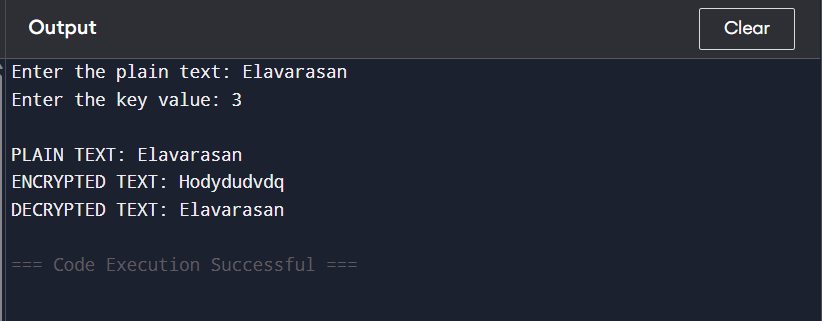 Output
Clear
Enter the plain text: Elavarasan
Enter the key value: 3
PLAIN TEXT: Elavarasan
ENCRYPTED TEXT: Hodydudvdq
DECRYPTED TEXT: Elavarasan
=== Code Execution Successful ===